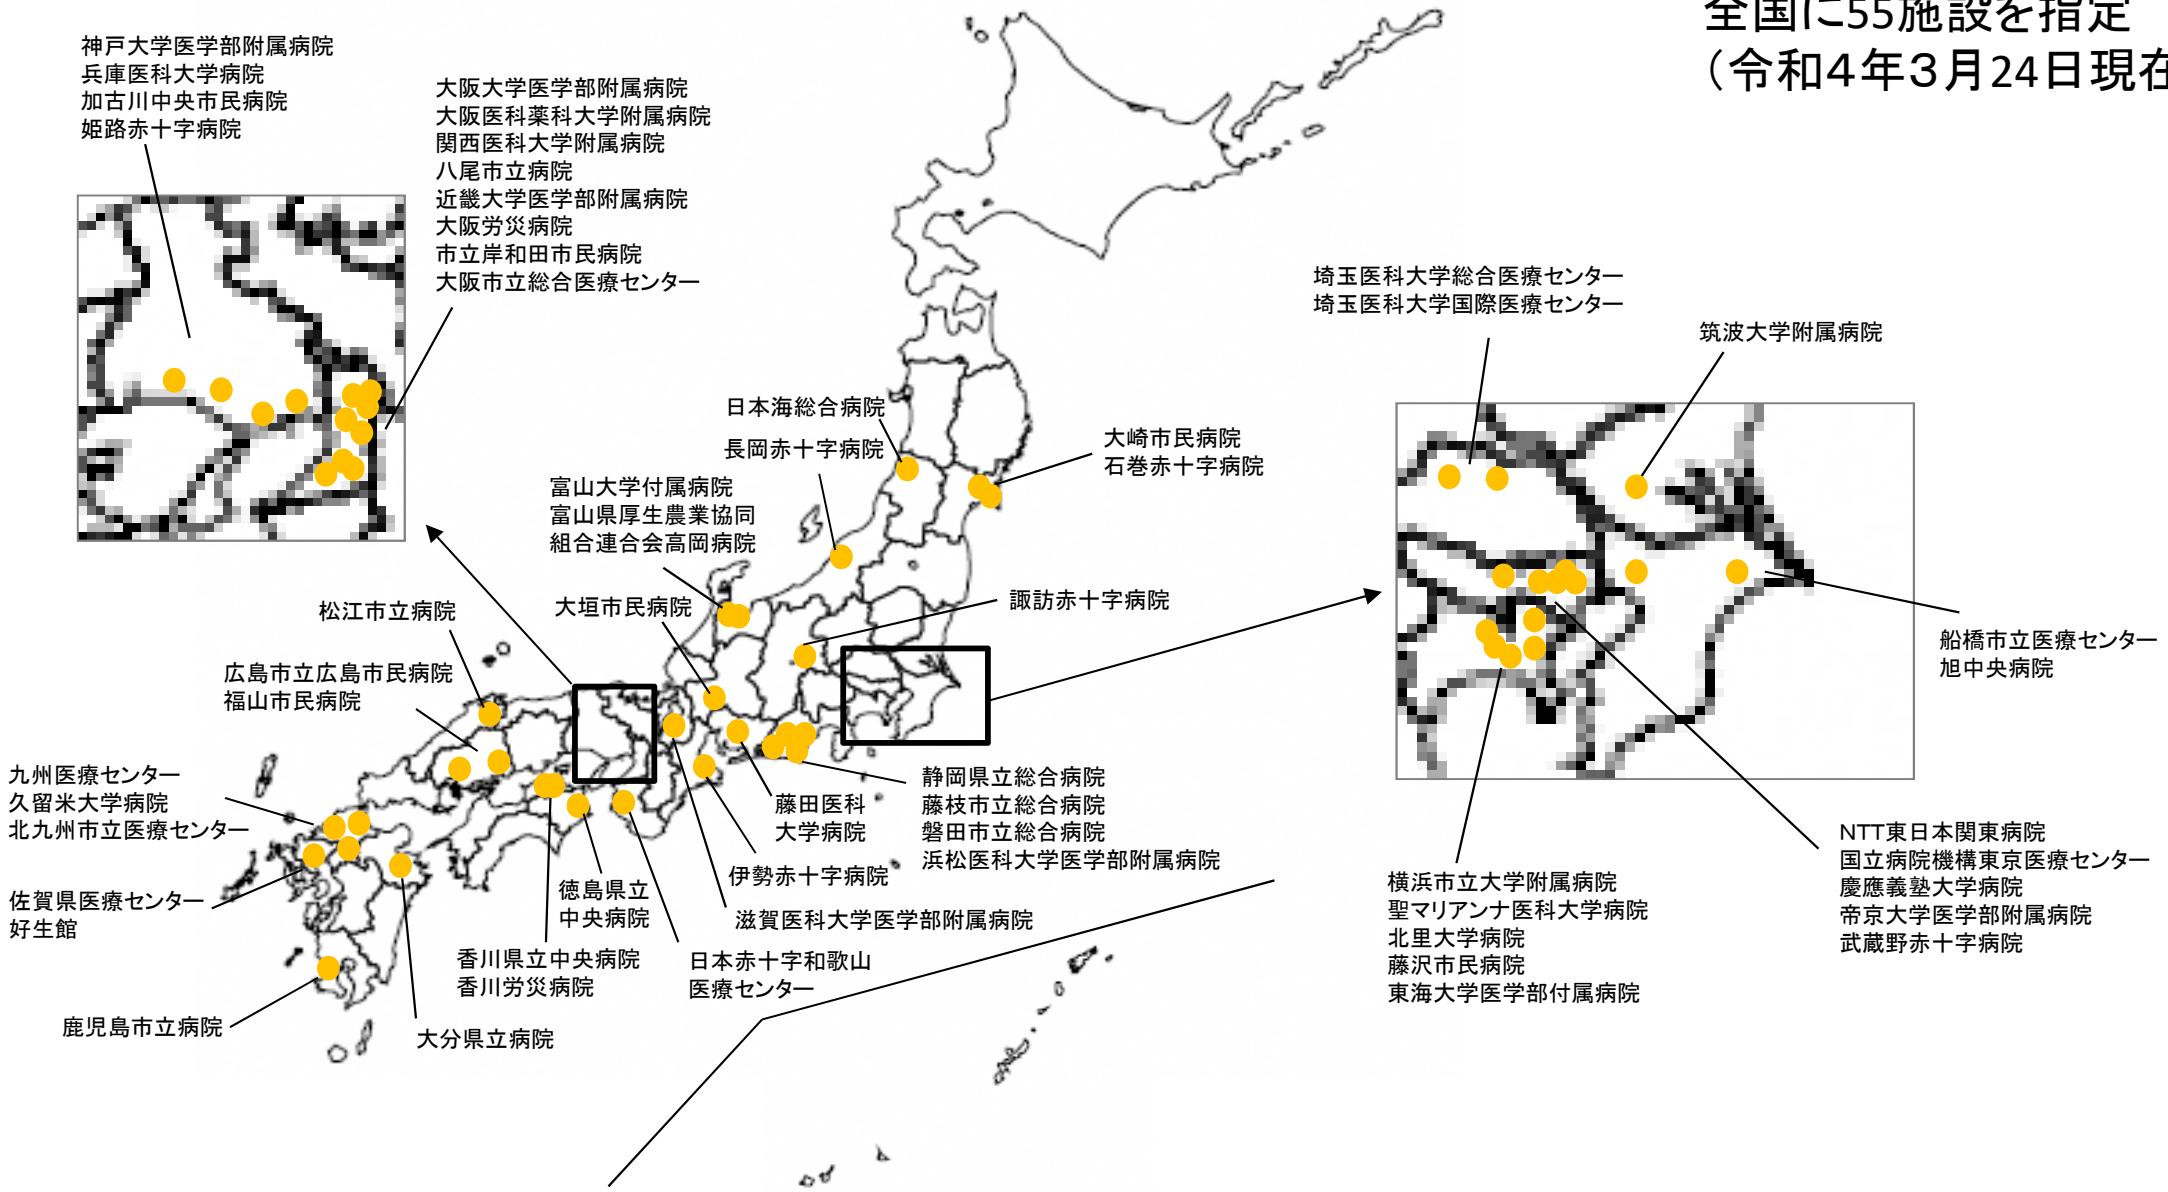 全国に55施設を指定
（令和４年３月24日現在
神戸大学医学部附属病院
兵庫医科大学病院
加古川中央市民病院
姫路赤十字病院
大阪大学医学部附属病院
大阪医科薬科大学附属病院
関西医科大学附属病院
八尾市立病院
近畿大学医学部附属病院
大阪労災病院
市立岸和田市民病院
大阪市立総合医療センター
埼玉医科大学総合医療センター
埼玉医科大学国際医療センター
筑波大学附属病院
日本海総合病院
長岡赤十字病院
大崎市民病院
石巻赤十字病院
富山大学付属病院
富山県厚生農業協同
組合連合会高岡病院
松江市立病院
大垣市民病院
諏訪赤十字病院
船橋市立医療センター
旭中央病院
広島市立広島市民病院
福山市民病院
九州医療センター
久留米大学病院
北九州市立医療センター
藤田医科
大学病院
静岡県立総合病院
藤枝市立総合病院
磐田市立総合病院
浜松医科大学医学部附属病院
伊勢赤十字病院
佐賀県医療センター
好生館
徳島県立
中央病院
滋賀医科大学医学部附属病院
香川県立中央病院
香川労災病院
日本赤十字和歌山
医療センター
鹿児島市立病院
大分県立病院
横浜市立大学附属病院
聖マリアンナ医科大学病院
北里大学病院
藤沢市民病院
東海大学医学部付属病院
NTT東日本関東病院
国立病院機構東京医療センター
慶應義塾大学病院
帝京大学医学部附属病院
武蔵野赤十字病院